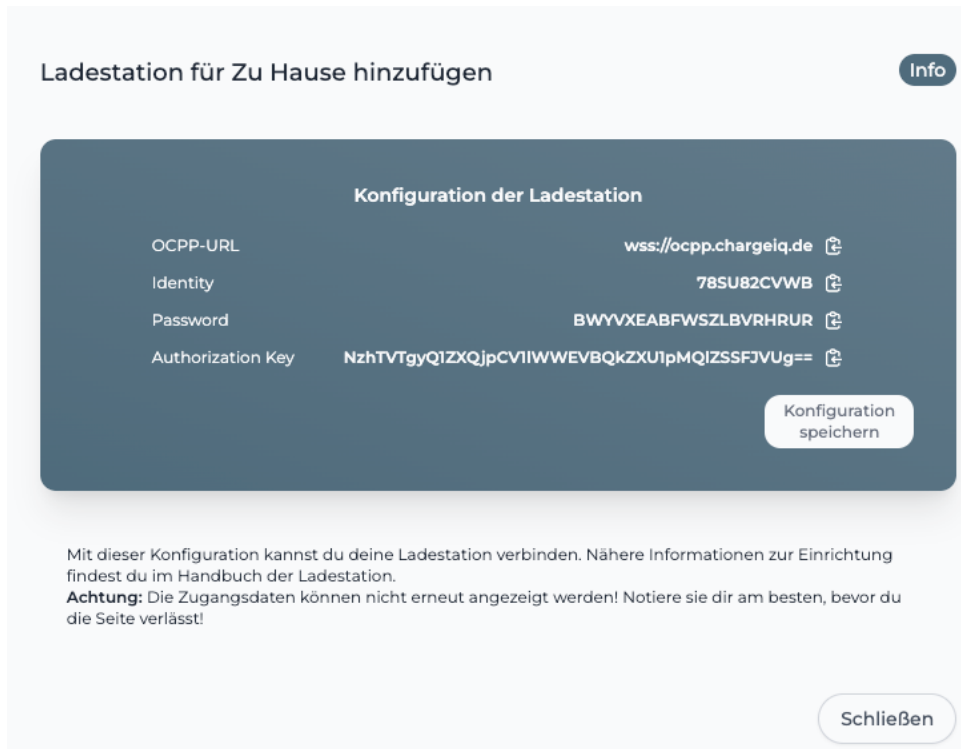 Ladestation für Zu Hause hinzufügen
Info
Konfiguration der Ladestation
OCPP-URL wss://ocpp.chargeiq.de
Identity 78SU82CVWB
Password BWYVXEABFWSZLBVRHRUR
Authorization Key NzhTVTgyQ1ZXQjpCV1lWWEVBQkZXU1pMQlZSSFJVUg==
Konfiguration
speichern
Mit dieser Konfiguration kannst du deine Ladestation verbinden. Nähere Informationen zur Einrichtung
findest du im Handbuch der Ladestation.
Achtung: Die Zugangsdaten können nicht erneut angezeigt werden! Notiere sie dir am besten, bevor du
die Seite verlässt!
Schließen